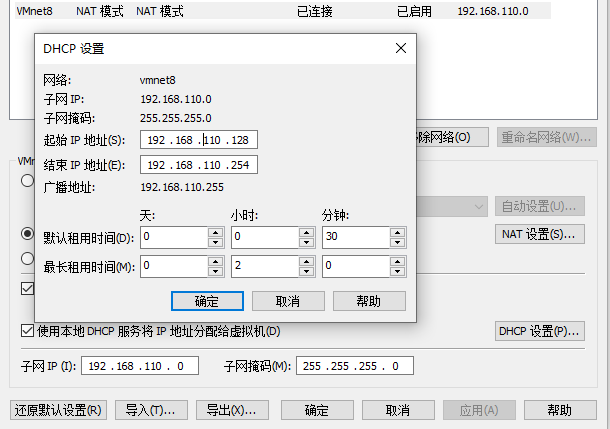 VMnet8 NAT 模式 NAT 模式 已连接 已启用 192.168.110.0
DHCP 设置
网络: vmnet8
子网 IP: 192.168.110.0
子网掩码: 255.255.255.0
起始 IP 地址(S): 192 . 168 . 110 . 128
结束 IP 地址(E): 192 . 168 . 110 . 254
广播地址: 192.168.110.255
天: 小时: 分钟:
默认租用时间(D): 0 0 30
最长租用时间(M): 0 2 0
确定 取消 帮助
除网络(O) 重命名网络(W)...
VMn
自动设置(U)...
NAT 设置(S)...
使用本地 DHCP 服务将 IP 地址分配给虚拟机(D) DHCP 设置(P)...
子网 IP (I): 192 . 168 . 110 . 0 子网掩码(M): 255 . 255 . 255 . 0
还原默认设置(R) 导入(T)... 导出(X)... 确定 取消 应用(A) 帮助